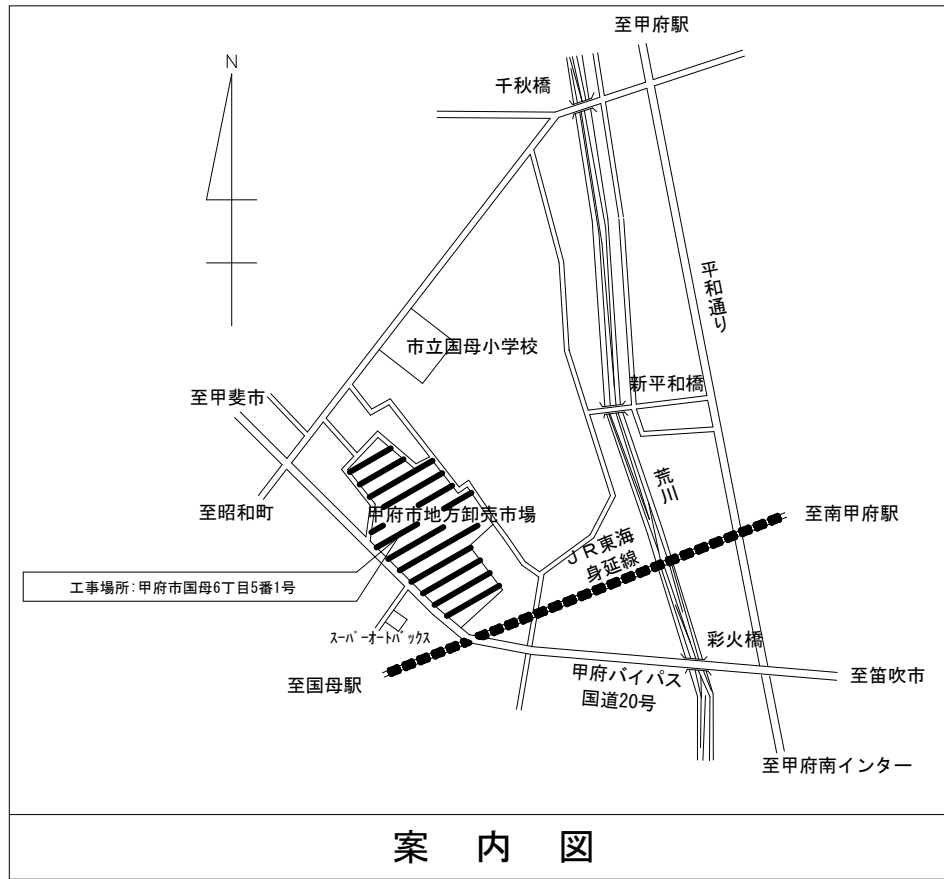 至甲府駅
N
千秋橋
平和通り
市立国母小学校
新平和橋
至甲斐市
荒川
至昭和町
甲府市地方卸売市場
至南甲府駅
JR東海
身延線
工事場所:甲府市国母6丁目5番1号
スーパーオートバックス
彩火橋
至国母駅
甲府バイパス
国道20号
至笛吹市
至甲府南インター
案 内 図